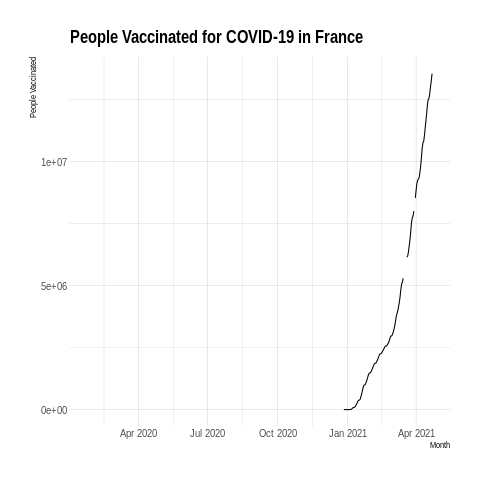 People Vaccinated for COVID-19 in France
People Vaccinated
1e+07
5e+06
0e+00
Apr 2020 Jul 2020 Oct 2020 Jan 2021 Apr 2021
Month